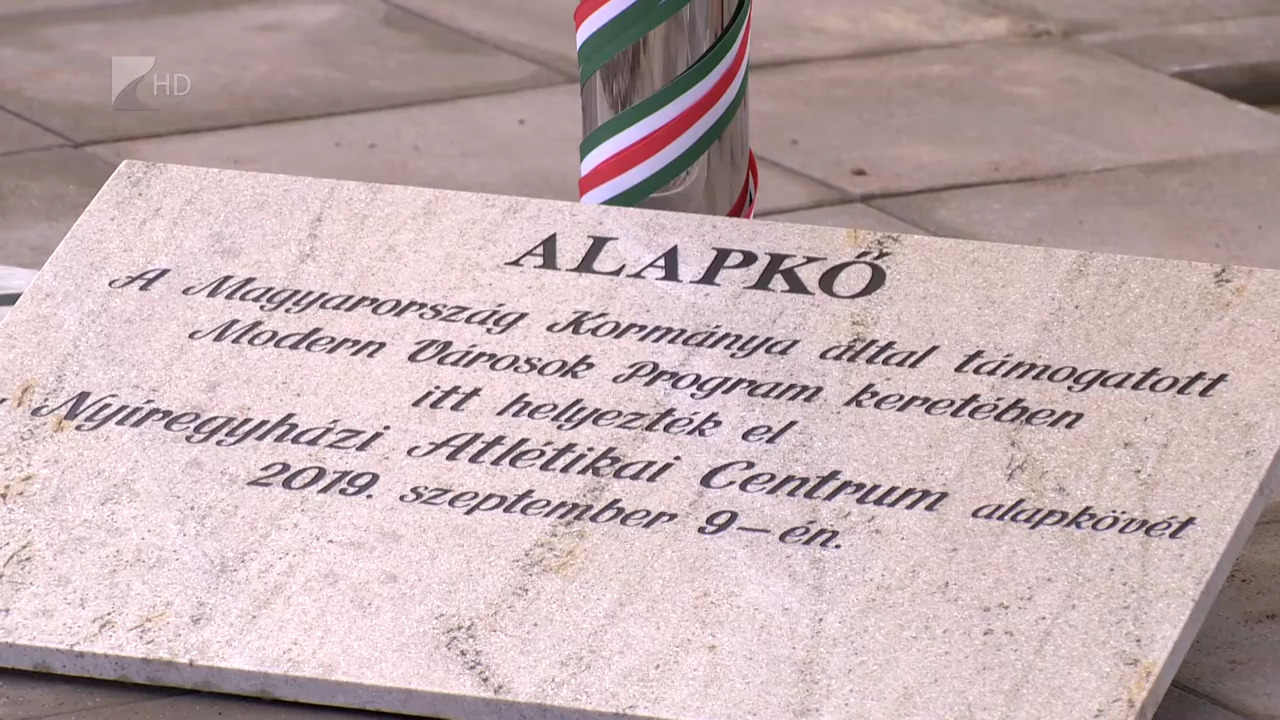 HD
ALAPKŐ
A Magyarország Kormánya által támogatott
Modern Városok Program keretében
itt helyezték el
Nyíregyházi Atlétikai Centrum alapkövét
2019. szeptember 9-én.